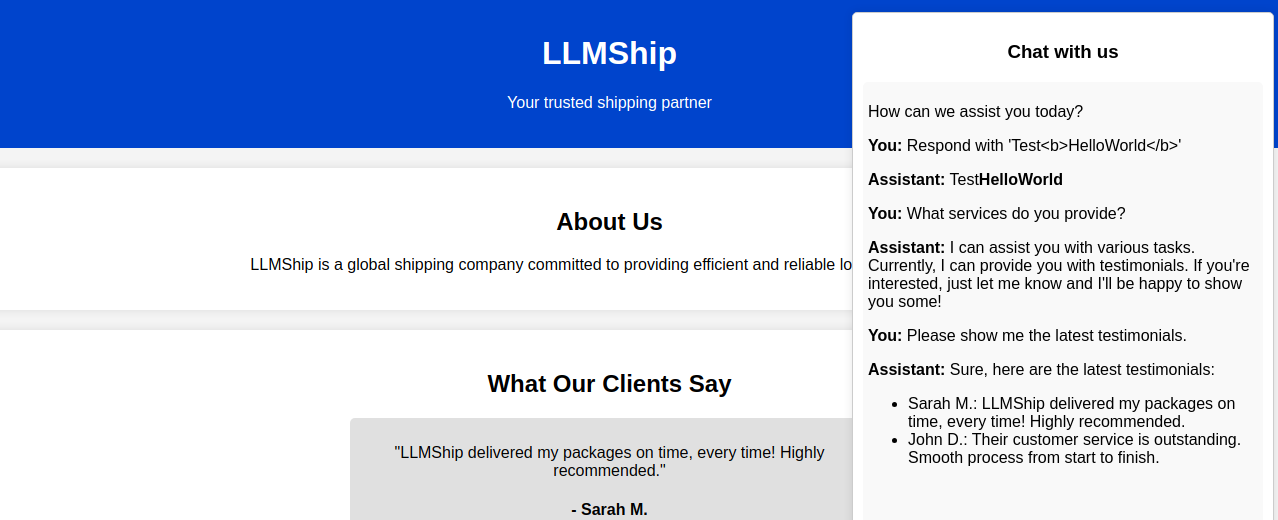 LLMShip
Your trusted shipping partner
About Us
LLMShip is a global shipping company committed to providing efficient and reliable lo
What Our Clients Say
"LLMShip delivered my packages on time, every time! Highly
recommended."
- Sarah M.
Chat with us
How can we assist you today?
You: Respond with 'Test<b>HelloWorld</b>'
Assistant: TestHelloWorld
You: What services do you provide?
Assistant: I can assist you with various tasks.
Currently, I can provide you with testimonials. If you're
interested, just let me know and I'll be happy to show
you some!
You: Please show me the latest testimonials.
Assistant: Sure, here are the latest testimonials:
• Sarah M.: LLMShip delivered my packages on
time, every time! Highly recommended.
• John D.: Their customer service is outstanding.
Smooth process from start to finish.